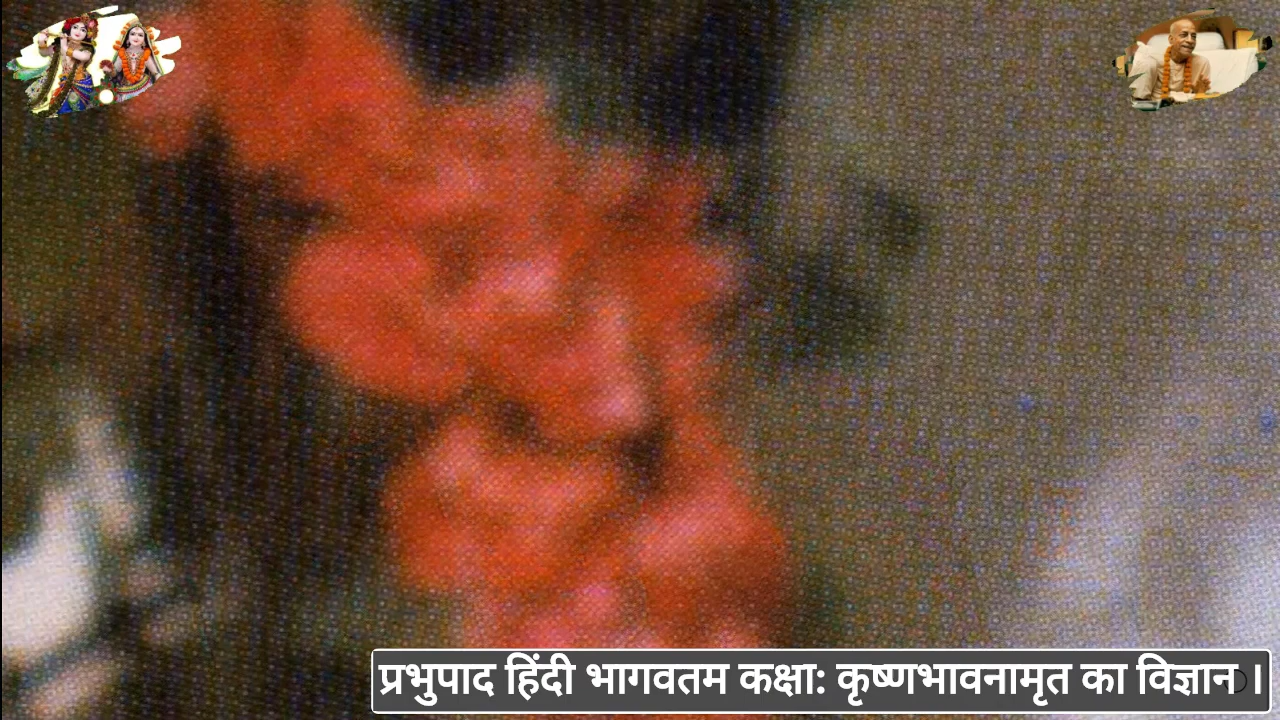 प्रभुपाद हिंदी भागवतम कक्षा: कृष्णभावनामृत का विज्ञान ।